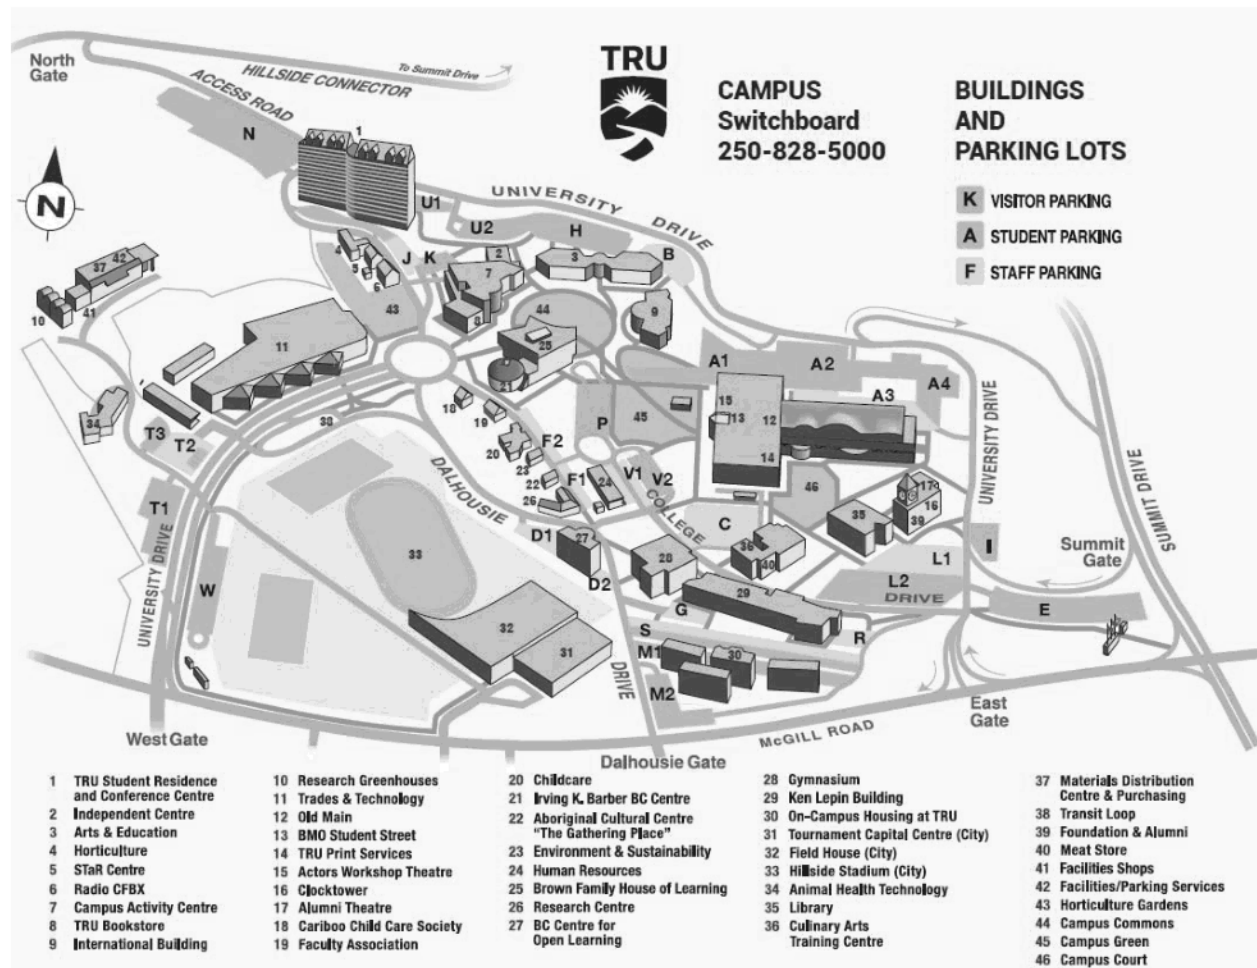 North
Gate
HILLSIDE CONNECTOR
To Summit Drive
ACCESS ROAD
TRU
CAMPUS
Switchboard
250-828-5000
BUILDINGS
AND
PARKING LOTS
K VISITOR PARKING
A STUDENT PARKING
F STAFF PARKING
N
N
1
U1
U2
UNIVERSITY DRIVE
H
B
J
K
2
3
4
5
6
7
8
9
37
42
10
41
43
44
11
25
21
A1
A2
A3
A4
34
T3
T2
T1
38
18
19
20
23
22
26
F2
F1
24
P
45
V1
V2
15
13
12
14
46
C
COLLEGE
DRIVE
17
16
39
35
36
40
UNIVERSITY DRIVE
SUMMIT DRIVE
Summit
Gate
I
L1
L2
E
DALHOUSIE
DRIVE
D1
27
D2
28
29
G
S
R
M1
30
M2
33
32
31
W
UNIVERSITY DRIVE
West Gate
Dalhousie Gate
McGILL ROAD
East
Gate
1 TRU Student Residence
and Conference Centre
2 Independent Centre
3 Arts & Education
4 Horticulture
5 STaR Centre
6 Radio CFBX
7 Campus Activity Centre
8 TRU Bookstore
9 International Building
10 Research Greenhouses
11 Trades & Technology
12 Old Main
13 BMO Student Street
14 TRU Print Services
15 Actors Workshop Theatre
16 Clocktower
17 Alumni Theatre
18 Cariboo Child Care Society
19 Faculty Association
20 Childcare
21 Irving K. Barber BC Centre
22 Aboriginal Cultural Centre
"The Gathering Place"
23 Environment & Sustainability
24 Human Resources
25 Brown Family House of Learning
26 Research Centre
27 BC Centre for
Open Learning
28 Gymnasium
29 Ken Lepin Building
30 On-Campus Housing at TRU
31 Tournament Capital Centre (City)
32 Field House (City)
33 Hillside Stadium (City)
34 Animal Health Technology
35 Library
36 Culinary Arts
Training Centre
37 Materials Distribution
Centre & Purchasing
38 Transit Loop
39 Foundation & Alumni
40 Meat Store
41 Facilities Shops
42 Facilities/Parking Services
43 Horticulture Gardens
44 Campus Commons
45 Campus Green
46 Campus Court